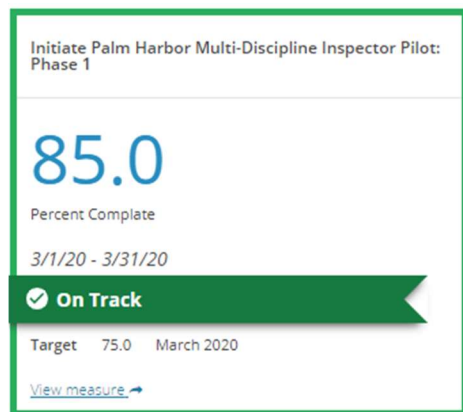 Initiate Palm Harbor Multi-Discipline Inspector Pilot:
Phase 1
85.0
Percent Complate
3/1/20 - 3/31/20
On Track
Target 75.0 March 2020
View measure